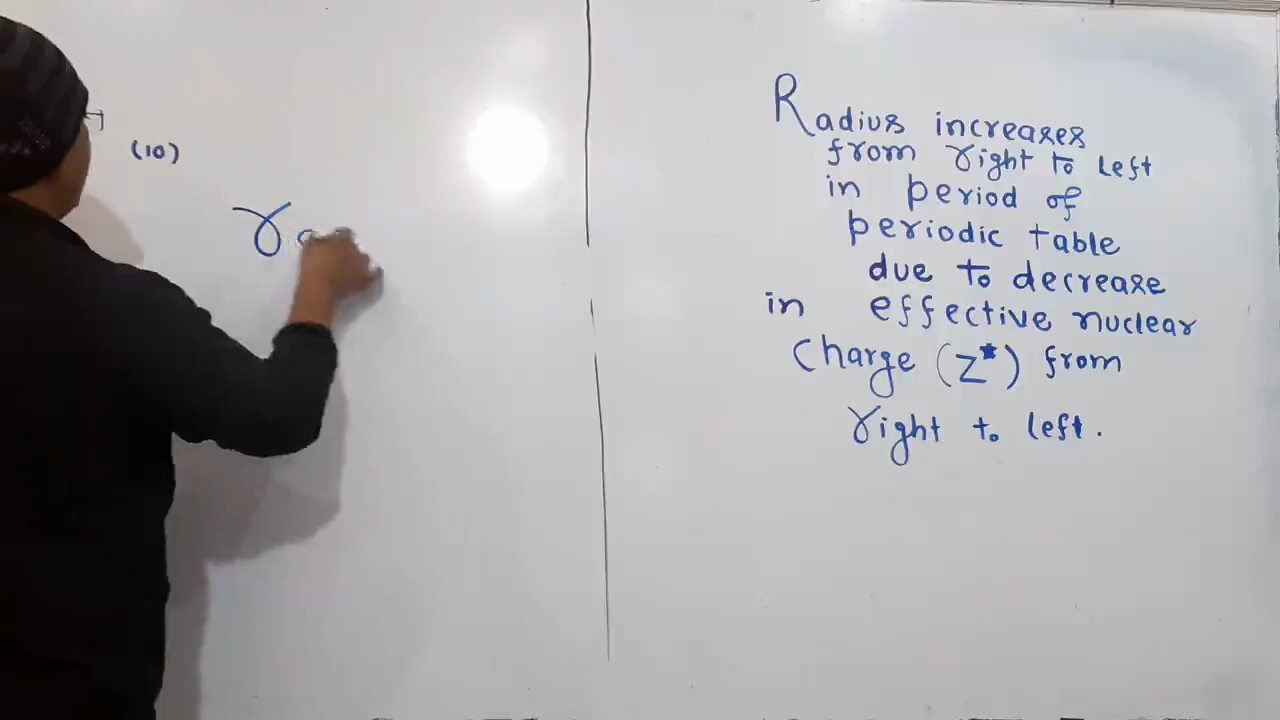 (10)
Radius increases
from right to left
in period of
periodic table
due to decrease
in effective nuclear
charge (Z*) from
right to left.